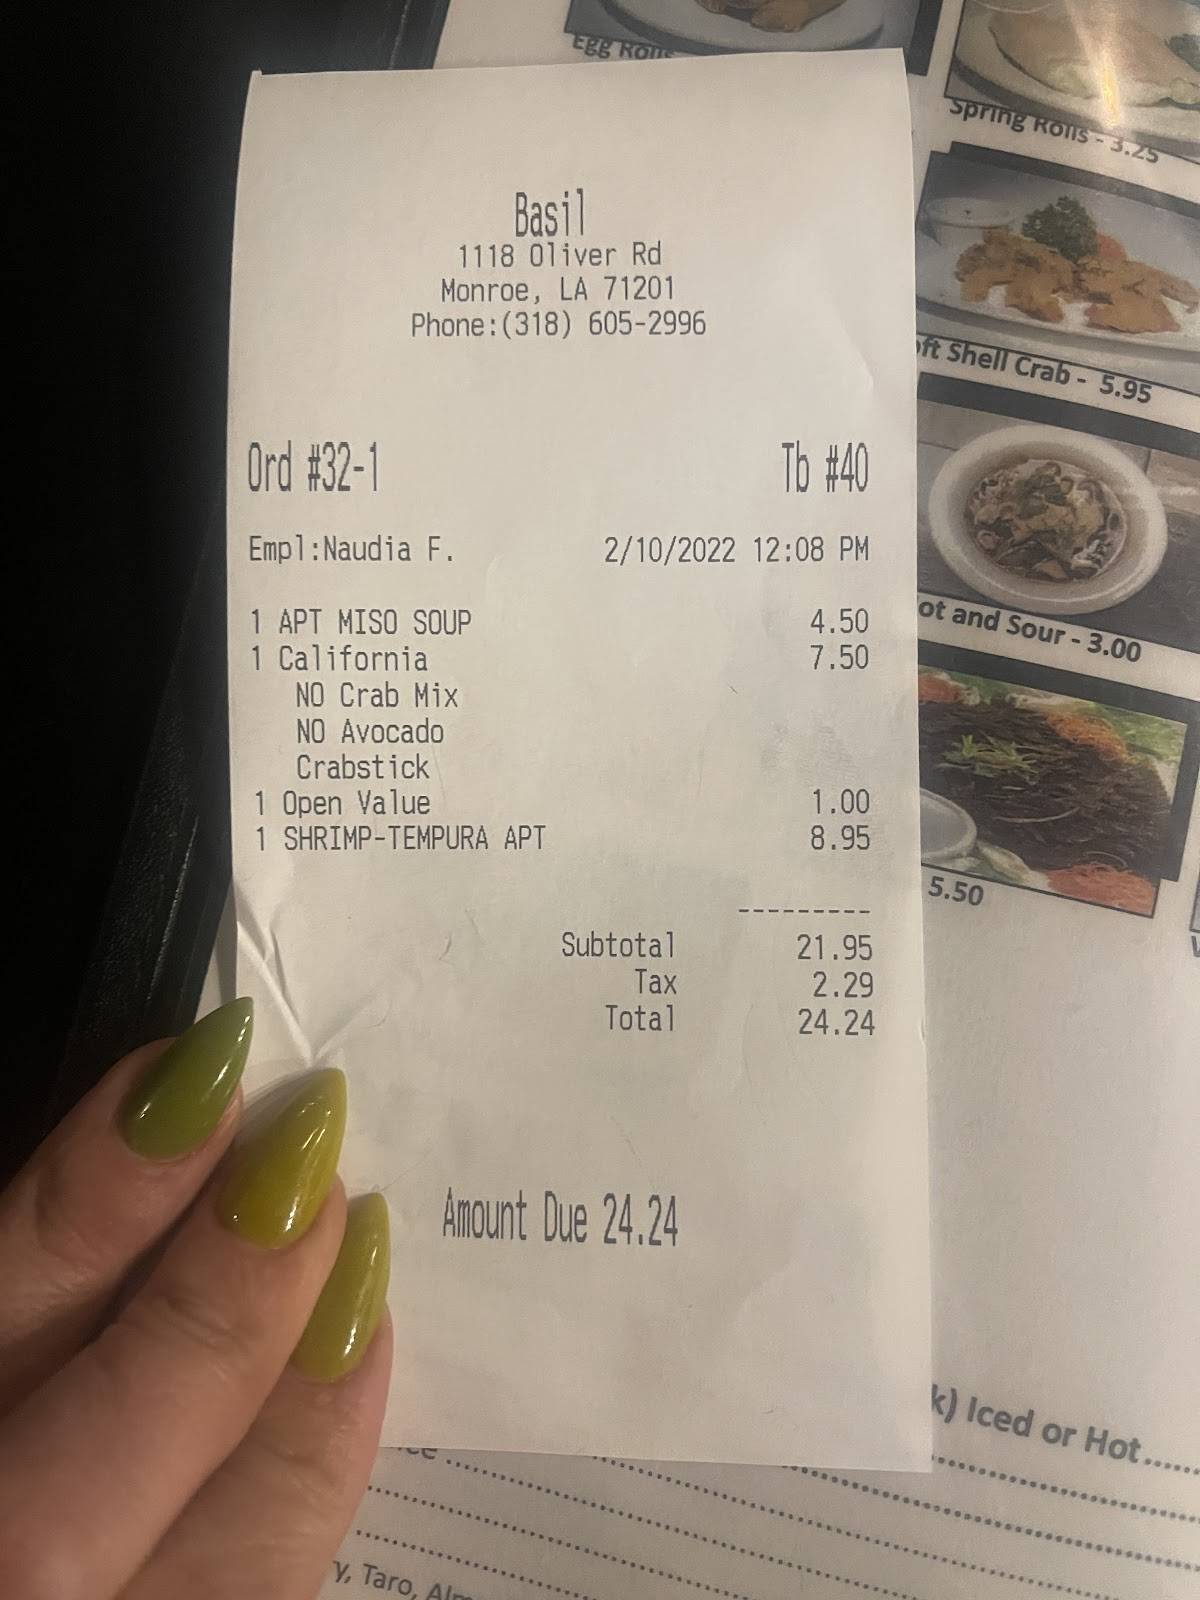 Egg Rolls
Spring Rolls - 3.25
Shell Crab - 5.95
and Sour - 3.00
5.50
Basil
1118 Oliver Rd
Monroe, LA 71201
Phone:(318) 605-2996
Ord #32-1 Tb #40
Empl:Naudia F. 2/10/2022 12:08 PM
1 APT MISO SOUP 4.50
1 California 7.50
NO Crab Mix
NO Avocado
Crabstick
1 Open Value 1.00
1 SHRIMP-TEMPURA APT 8.95
---------
Subtotal 21.95
Tax 2.29
Total 24.24
Amount Due 24.24
k) Iced or Hot......
y, Taro,